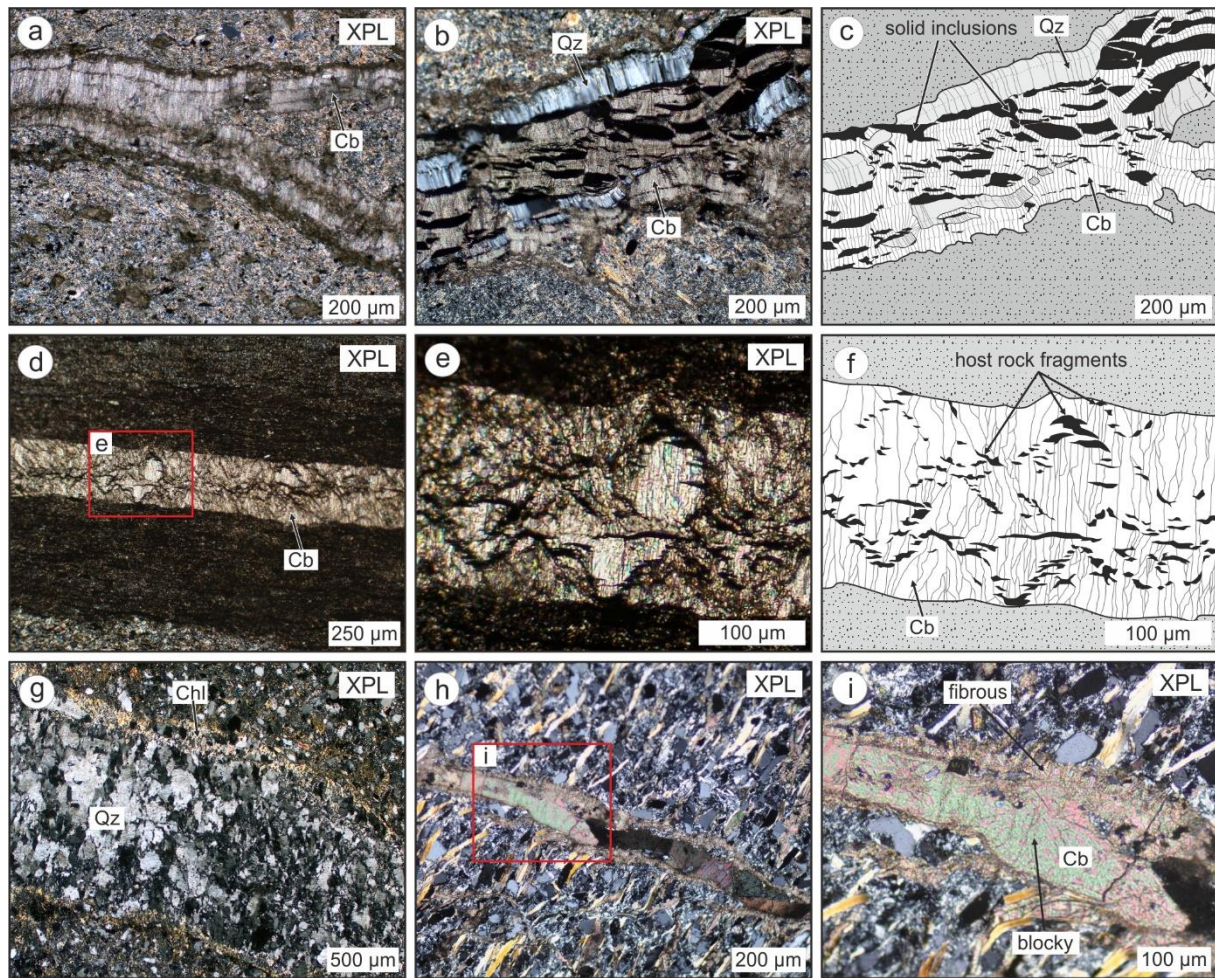 a
XPL
Cb
200 µm
b
Qz
XPL
Cb
200 µm
c
solid inclusions
Qz
Cb
200 µm
d
XPL
e
Cb
250 µm
e
XPL
100 µm
f
host rock fragments
Cb
100 µm
g
Chl
XPL
Qz
500 µm
h
XPL
i
200 µm
i
fibrous
XPL
Cb
blocky
100 µm